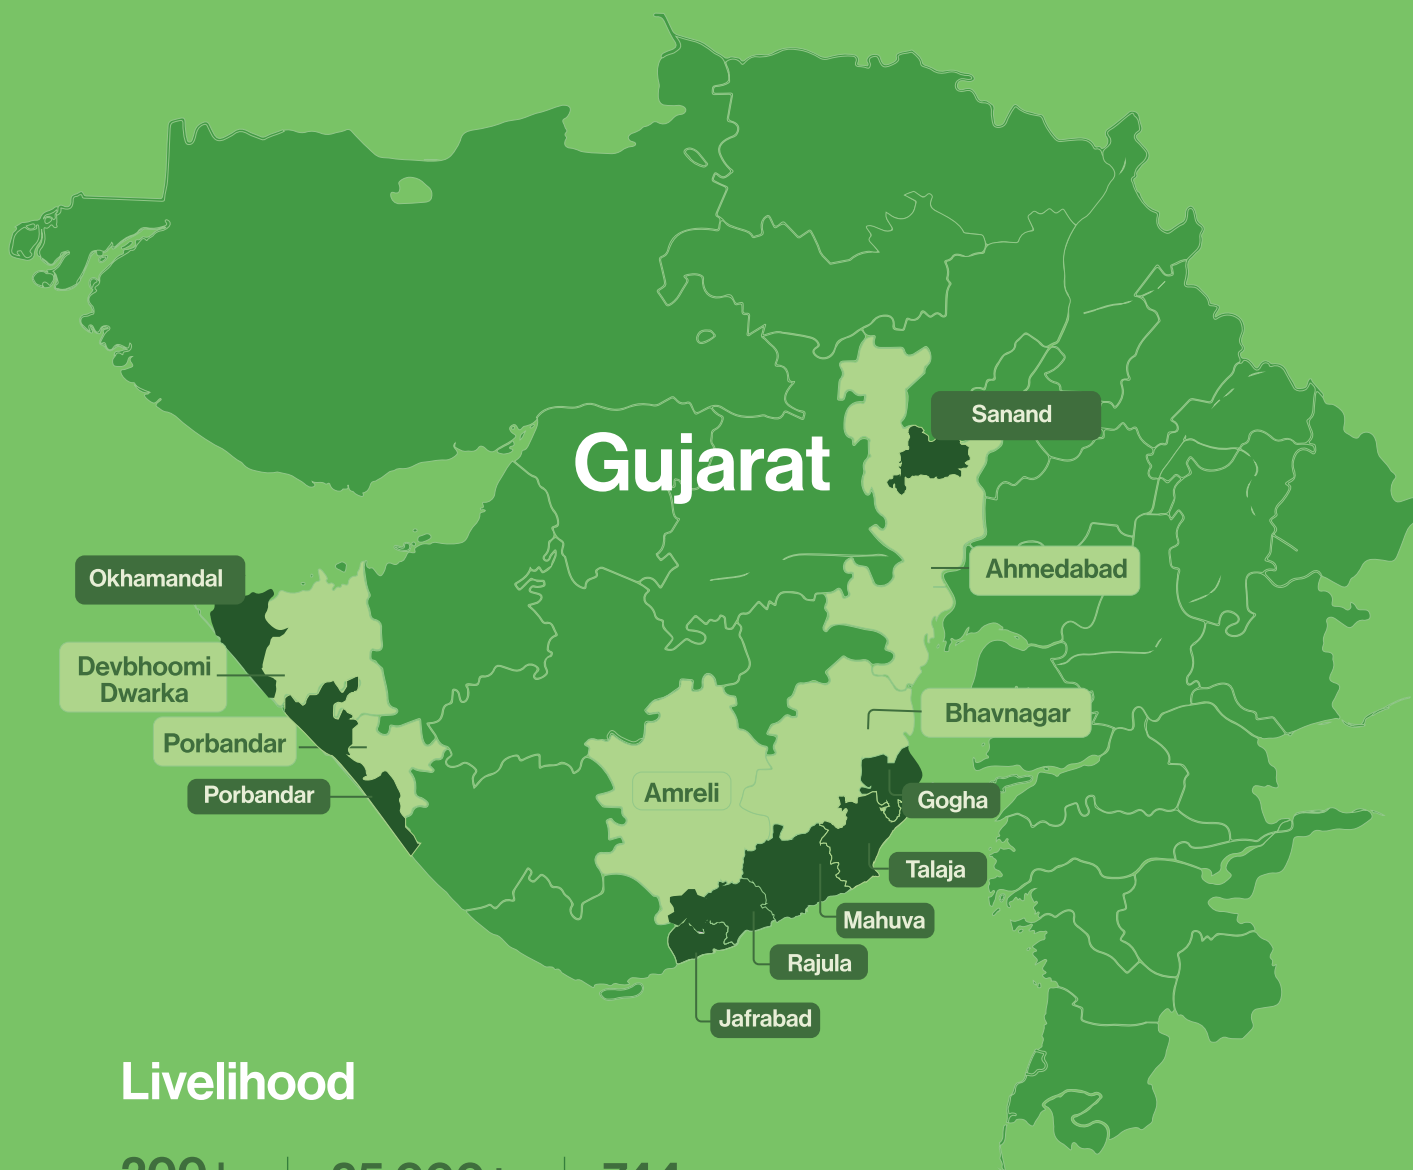 Sanand
Gujarat
Okhamandal
Ahmedabad
Devbhoomi
Dwarka
Bhavnagar
Porbandar
Amreli
Porbandar
Gogha
Talaja
Mahuva
Rajula
Jafrabad
Livelihood